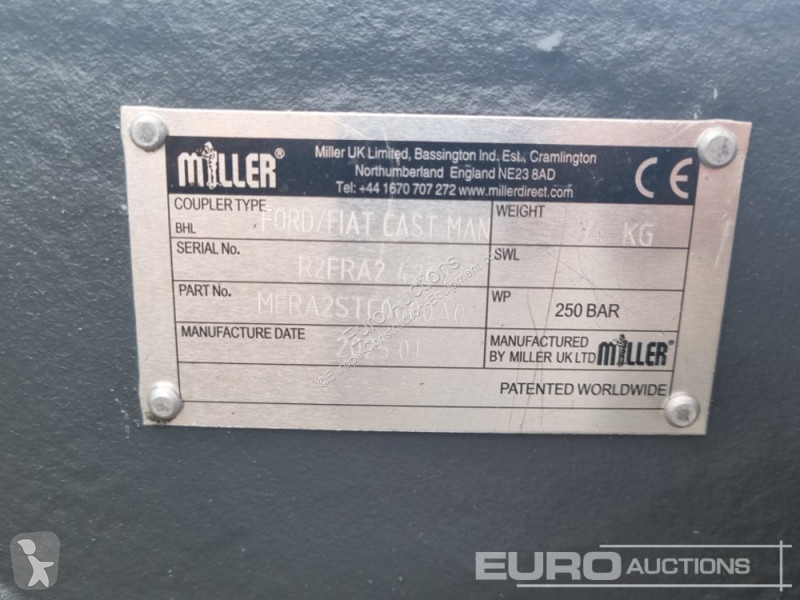 MILLER®
Miller UK Limited, Bassington Ind. Est., Cramlington
Northumberland England NE23 8AD
Tel: +44 1670 707 272 www.millerdirect.com
CE
COUPLER TYPE
BHL FORD/FIAT CAST MAN
WEIGHT KG
SERIAL No. R2FRA2
SWL
PART No.
WP 250 BAR
MANUFACTURE DATE
MANUFACTURED
BY MILLER UK LTD MILLER
PATENTED WORLDWIDE
EURO AUCTIONS